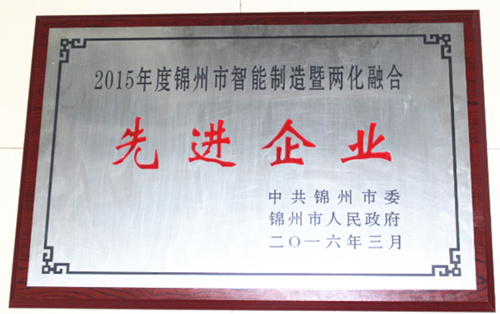 2015年度锦州市智能制造暨两化融合
先进企业
中共锦州市委
锦州市人民政府
二〇一六年三月